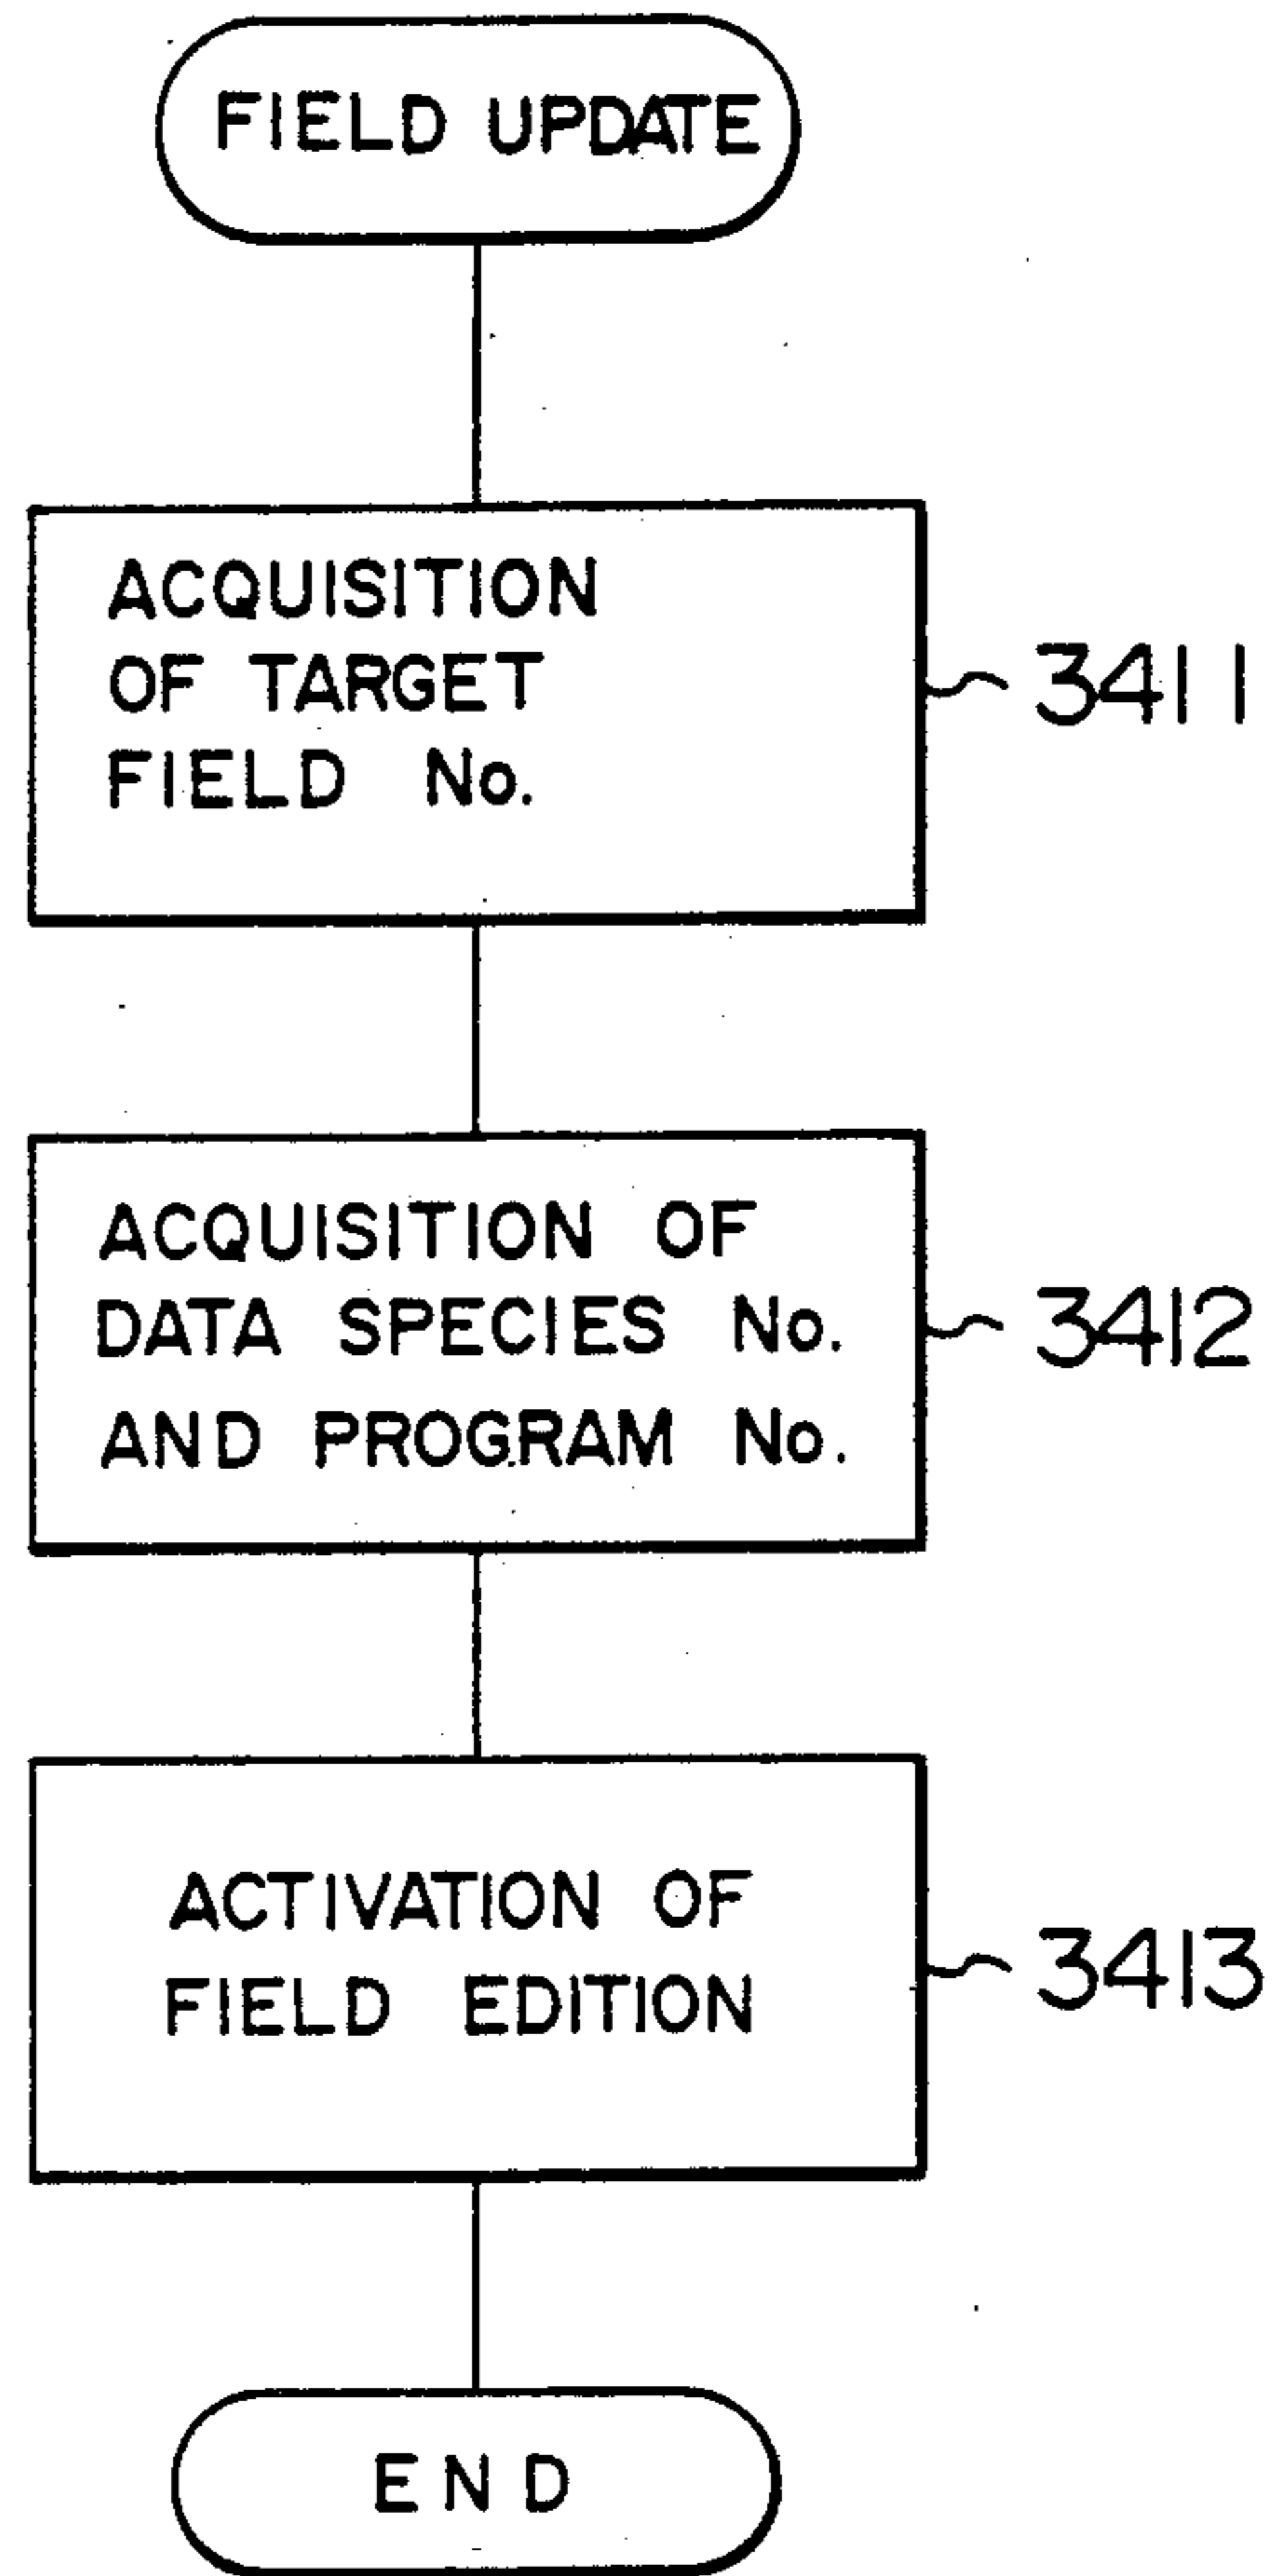 FIELD UPDATE
ACQUISITION
OF TARGET
FIELD No.
3411
ACQUISITION OF
DATA SPECIES No.
AND PROGRAM No.
3412
ACTIVATION OF
FIELD EDITION
3413
END